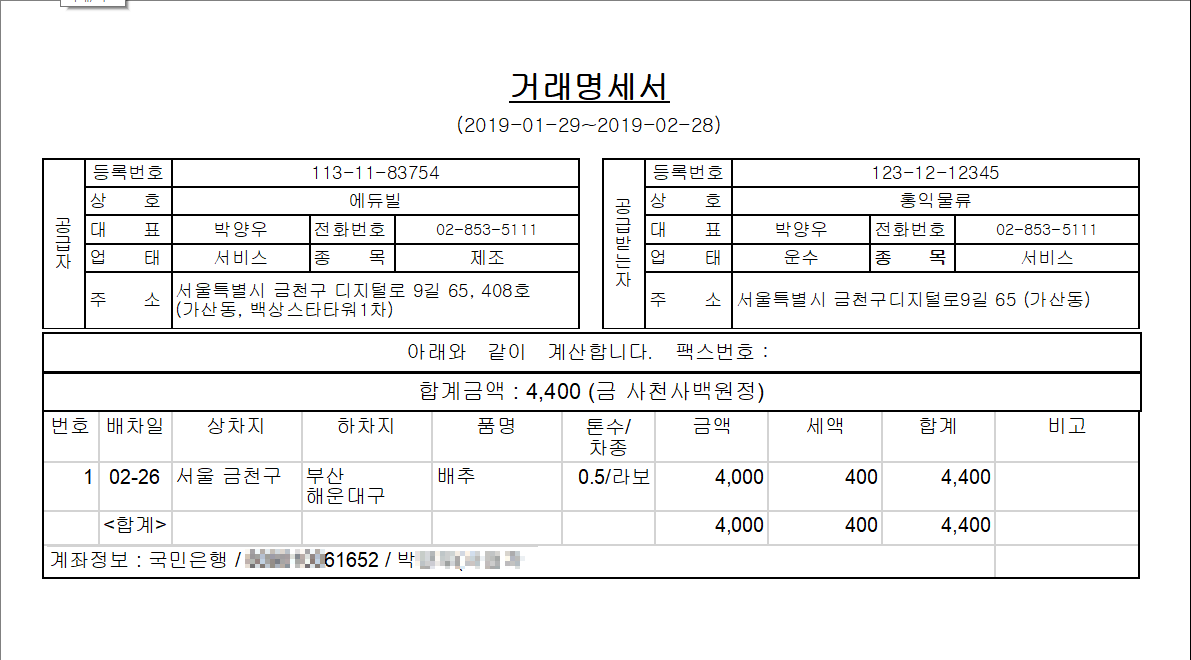 거래명세서
(2019-01-29~2019-02-28)
공급자
등록번호 113-11-83754
상 호 에듀빌
대 표 박양우 전화번호 02-853-5111
업 태 서비스 종 목 제조
주 소 서울특별시 금천구 디지털로 9길 65, 408호
(가산동, 백상스타타워1차)
공급받는자
등록번호 123-12-12345
상 호 홍익물류
대 표 박양우 전화번호 02-853-5111
업 태 운수 종 목 서비스
주 소 서울특별시 금천구디지털로9길 65 (가산동)
아래와 같이 계산합니다. 팩스번호 :
합계금액 : 4,400 (금 사천사백원정)
번호 배차일 상차지 하차지 품명 톤수/ 금액 세액 합계 비고
차종
1 02-26 서울 금천구 부산 배추 0.5/라보 4,000 400 4,400
해운대구
<합계> 4,000 400 4,400
계좌정보 : 국민은행 / 61652 / 박